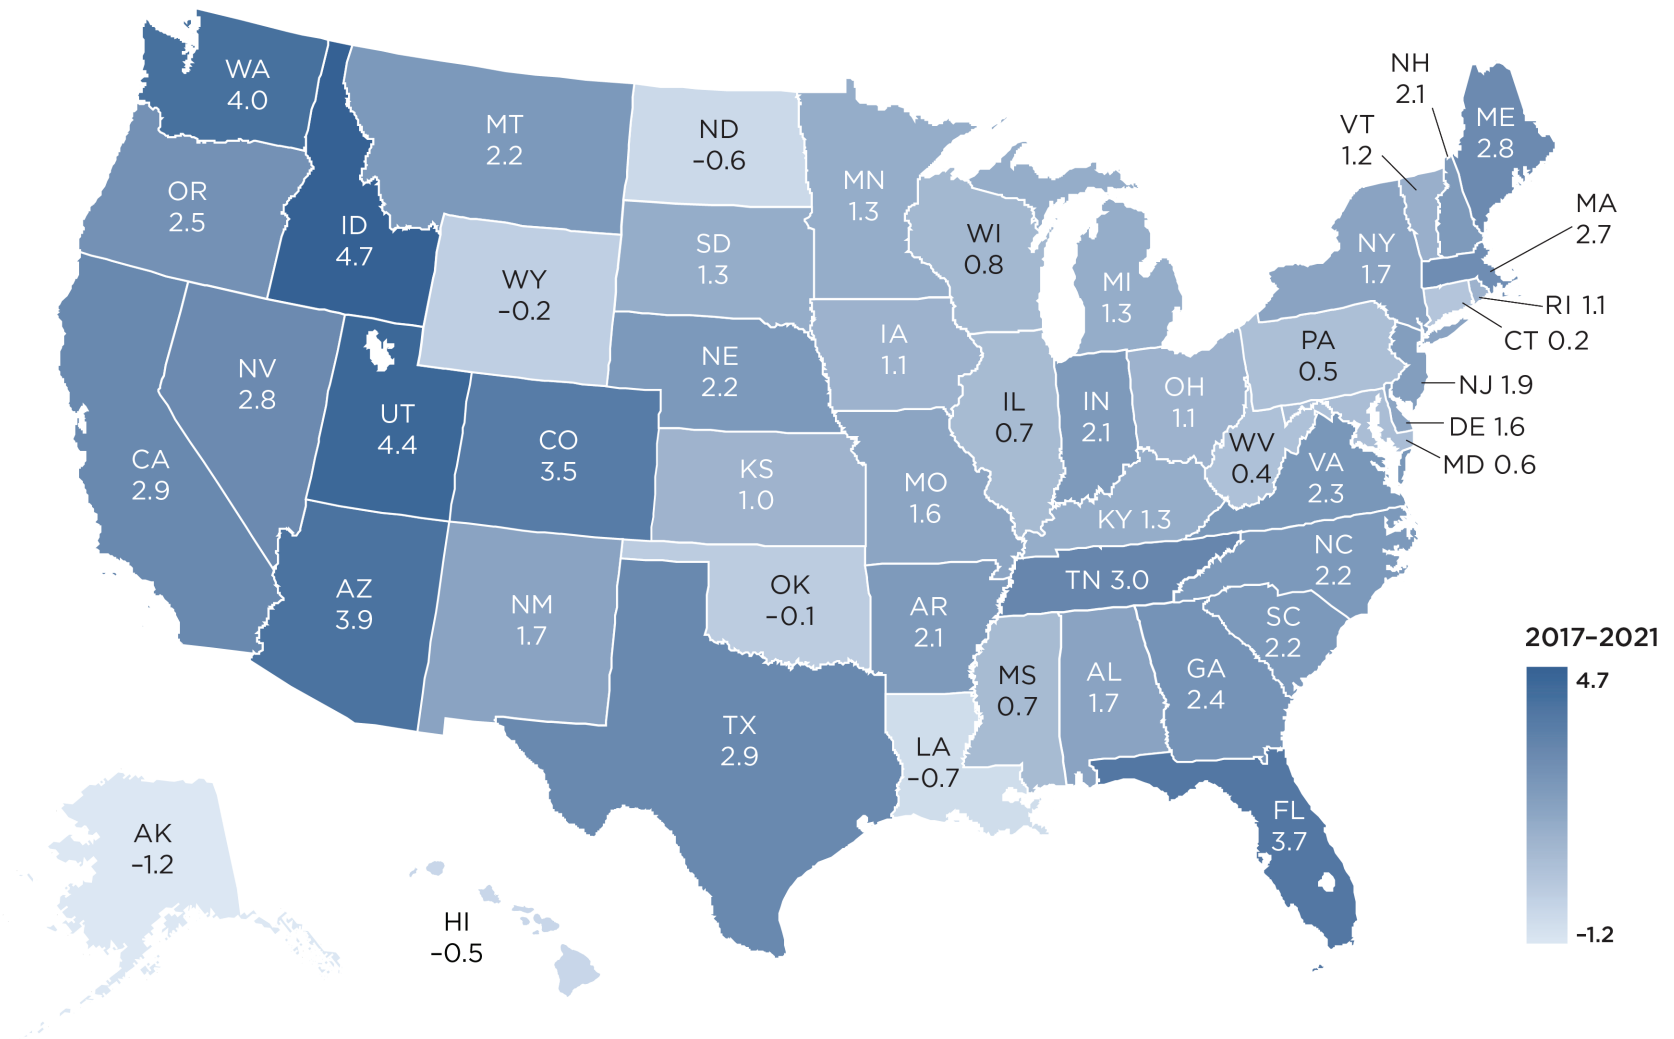 WA
4.0
MT
2.2
ND
–0.6
MN
1.3
OR
2.5
ID
4.7
WY
–0.2
SD
1.3
WI
0.8
MI
1.3
NH
2.1
VT
1.2
ME
2.8
MA
2.7
NY
1.7
RI 1.1
CT 0.2
PA
0.5
NJ 1.9
DE 1.6
MD 0.6
NV
2.8
UT
4.4
CO
3.5
NE
2.2
IA
1.1
IL
0.7
IN
2.1
OH
1.1
WV
0.4
VA
2.3
CA
2.9
KS
1.0
MO
1.6
KY 1.3
NC
2.2
TN 3.0
SC
2.2
AZ
3.9
NM
1.7
OK
–0.1
AR
2.1
MS
0.7
AL
1.7
GA
2.4
TX
2.9
LA
–0.7
FL
3.7
AK
–1.2
HI
–0.5
2017–2021
4.7
–1.2